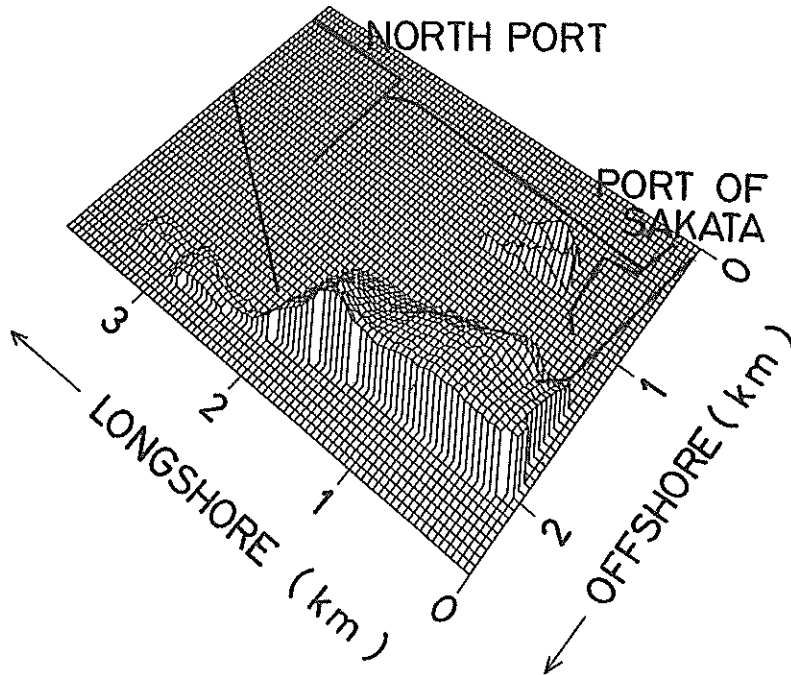 NORTH PORT
PORT OF
SAKATA
0
1
2
3
2
1
0
LONGSHORE (km)
OFFSHORE (km)